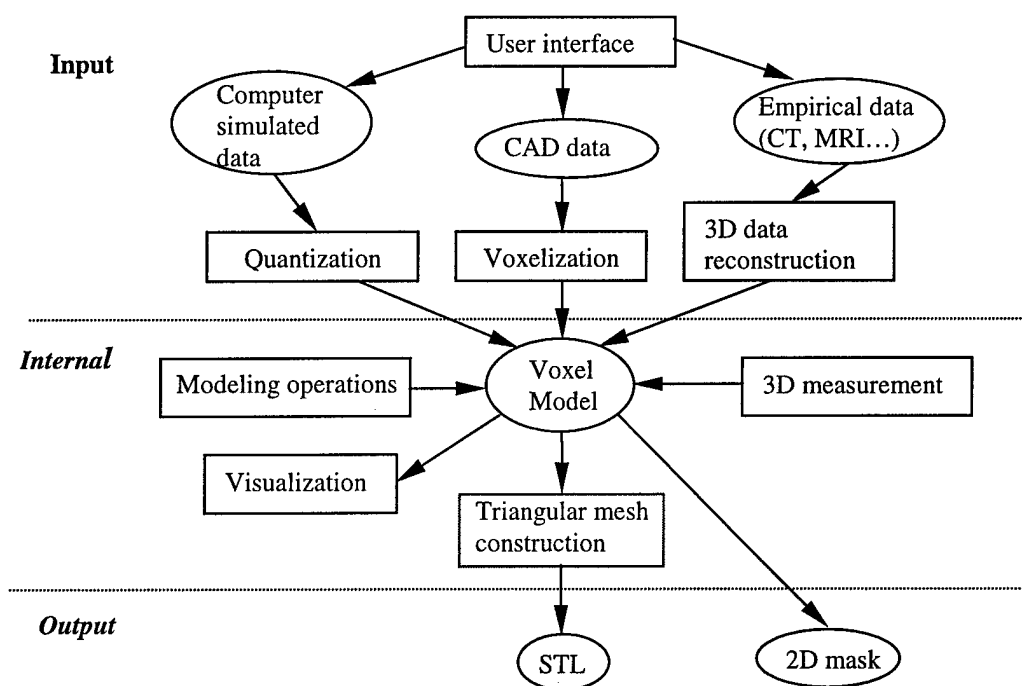 User interface
Input
Computer
simulated
data
CAD data
Empirical data
(CT, MRI…)
Quantization
Voxelization
3D data
reconstruction
Internal
Modeling operations
Voxel
Model
3D measurement
Visualization
Triangular mesh
construction
Output
STL
2D mask